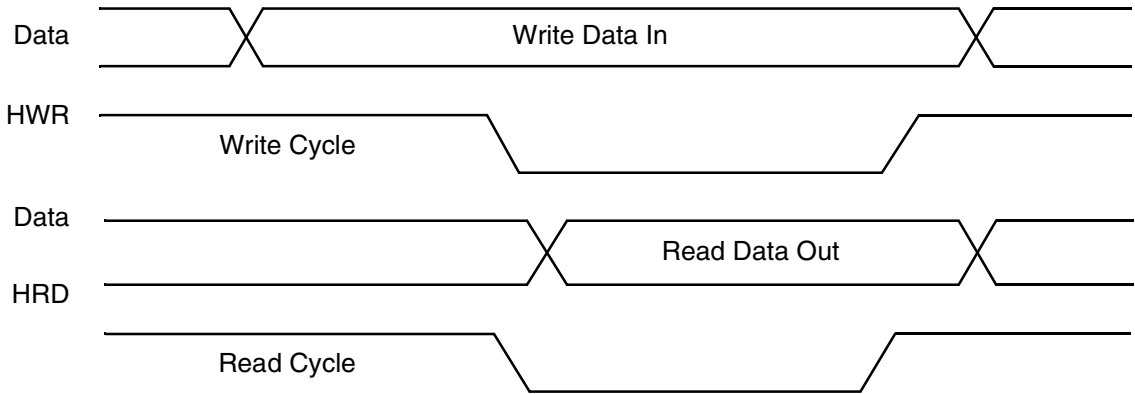 Data
Write Data In
HWR
Write Cycle
Data
Read Data Out
HRD
Read Cycle